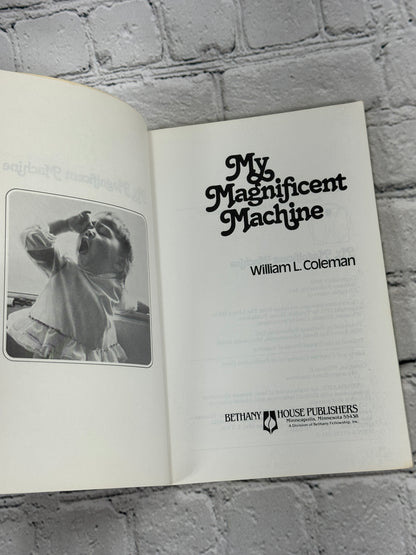 My
Magnificent
Machine
William L. Coleman
BETHANY HOUSE PUBLISHERS
Minneapolis, Minnesota 55438
A Division of Bethany Fellowship, Inc.